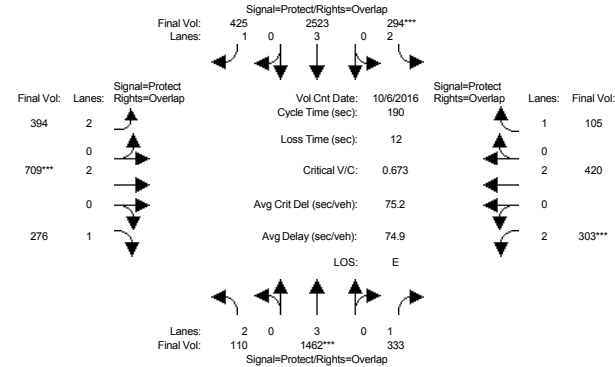 Signal=Protect/Rights=Overlap
Final Vol: 425 2523 294***
Lanes: 1 0 3 0 2
Signal=Protect
Final Vol: Lanes: Rights=Overlap
Vol Cnt Date: 10/6/2016
Signal=Protect
Rights=Overlap Lanes: Final Vol:
Cycle Time (sec): 190
394 2
1 105
Loss Time (sec): 12
0
0
709*** 2
Critical V/C: 0.673
2 420
0
Avg Crit Del (sec/veh): 75.2
0
276 1
Avg Delay (sec/veh): 74.9
2 303***
LOS: E
Lanes: 2 0 3 0 1
Final Vol: 110 1462*** 333
Signal=Protect/Rights=Overlap